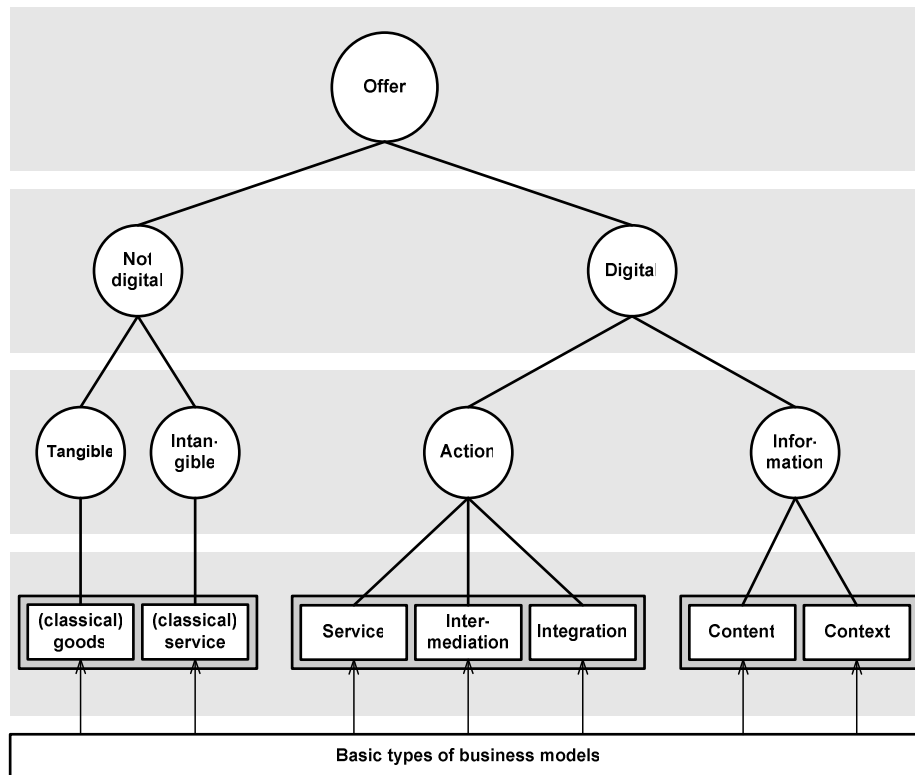 Offer
Not
digital
Digital
Tangible
Intan-
gible
Action
Infor-
mation
(classical)
goods
(classical)
service
Service
Inter-
mediation
Integration
Content
Context
Basic types of business models